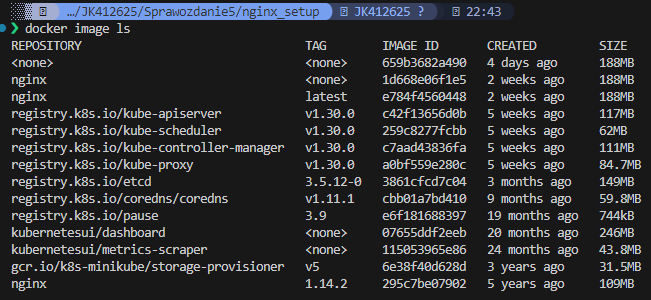 …/JK412625/Sprawozdanie5/nginx_setup JK412625 ? 22:43
❯ docker image ls
REPOSITORY TAG IMAGE ID CREATED SIZE
<none> <none> 659b3682a490 4 days ago 188MB
nginx <none> 1d668e06f1e5 2 weeks ago 188MB
nginx latest e784f4560448 2 weeks ago 188MB
registry.k8s.io/kube-apiserver v1.30.0 c42f13656d0b 5 weeks ago 117MB
registry.k8s.io/kube-scheduler v1.30.0 259c8277fcbb 5 weeks ago 62MB
registry.k8s.io/kube-controller-manager v1.30.0 c7aad43836fa 5 weeks ago 111MB
registry.k8s.io/kube-proxy v1.30.0 a0bf559e280c 5 weeks ago 84.7MB
registry.k8s.io/etcd 3.5.12-0 3861cfcd7c04 3 months ago 149MB
registry.k8s.io/coredns/coredns v1.11.1 cbb01a7bd410 9 months ago 59.8MB
registry.k8s.io/pause 3.9 e6f181688397 19 months ago 744kB
kubernetesui/dashboard <none> 07655ddf2eeb 20 months ago 246MB
kubernetesui/metrics-scraper <none> 115053965e86 24 months ago 43.8MB
gcr.io/k8s-minikube/storage-provisioner v5 6e38f40d628d 3 years ago 31.5MB
nginx 1.14.2 295c7be07902 5 years ago 109MB